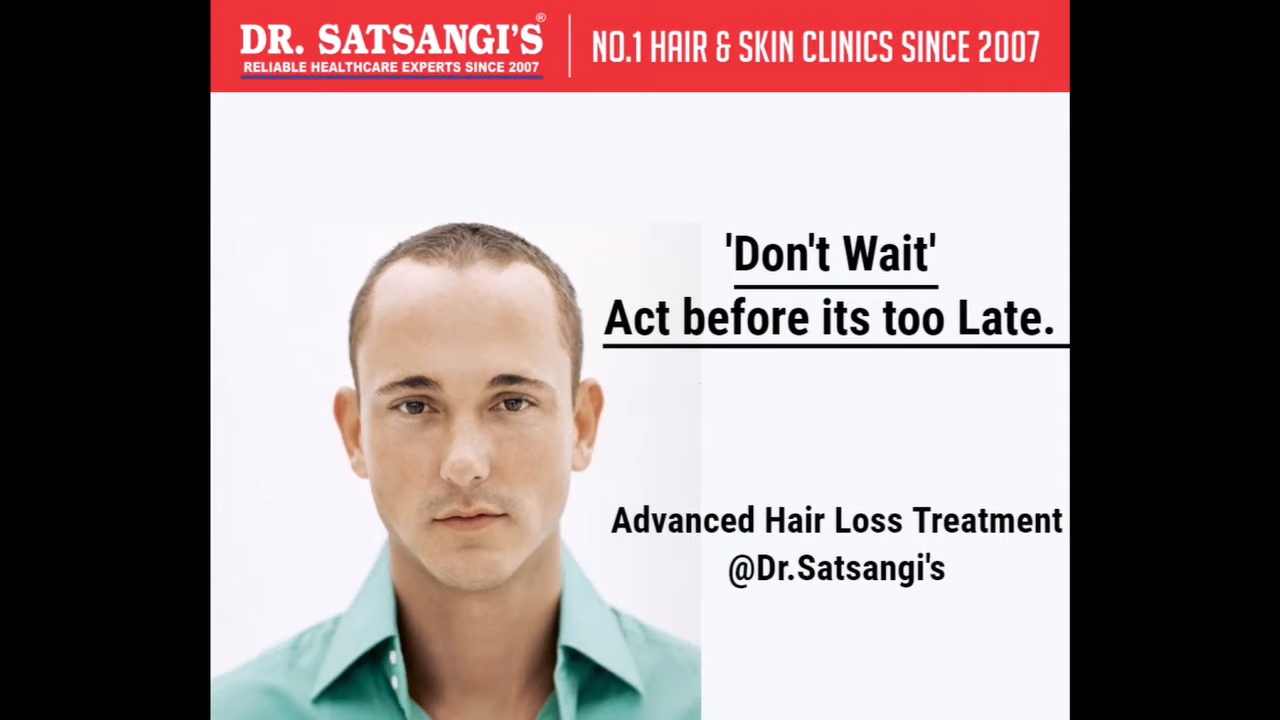 DR. SATSANGI'S®
RELIABLE HEALTHCARE EXPERTS SINCE 2007
NO.1 HAIR & SKIN CLINICS SINCE 2007
'Don't Wait'
Act before its too Late.
Advanced Hair Loss Treatment
@Dr.Satsangi's